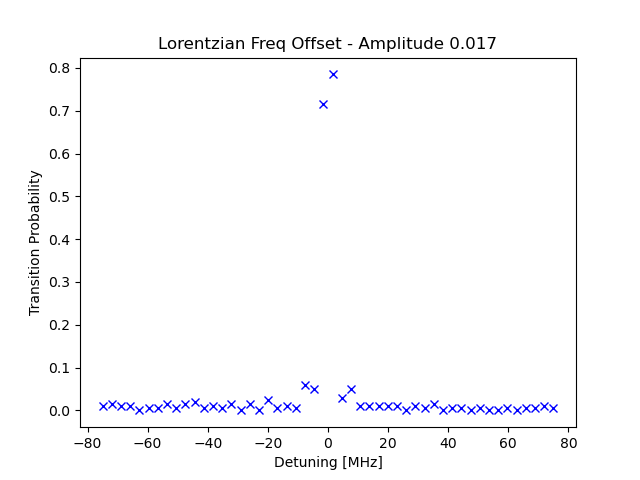 Lorentzian Freq Offset - Amplitude 0.017
0.8
0.7
0.6
0.5
0.4
0.3
0.2
0.1
0.0
Transition Probability
−80 −60 −40 −20 0 20 40 60 80
Detuning [MHz]